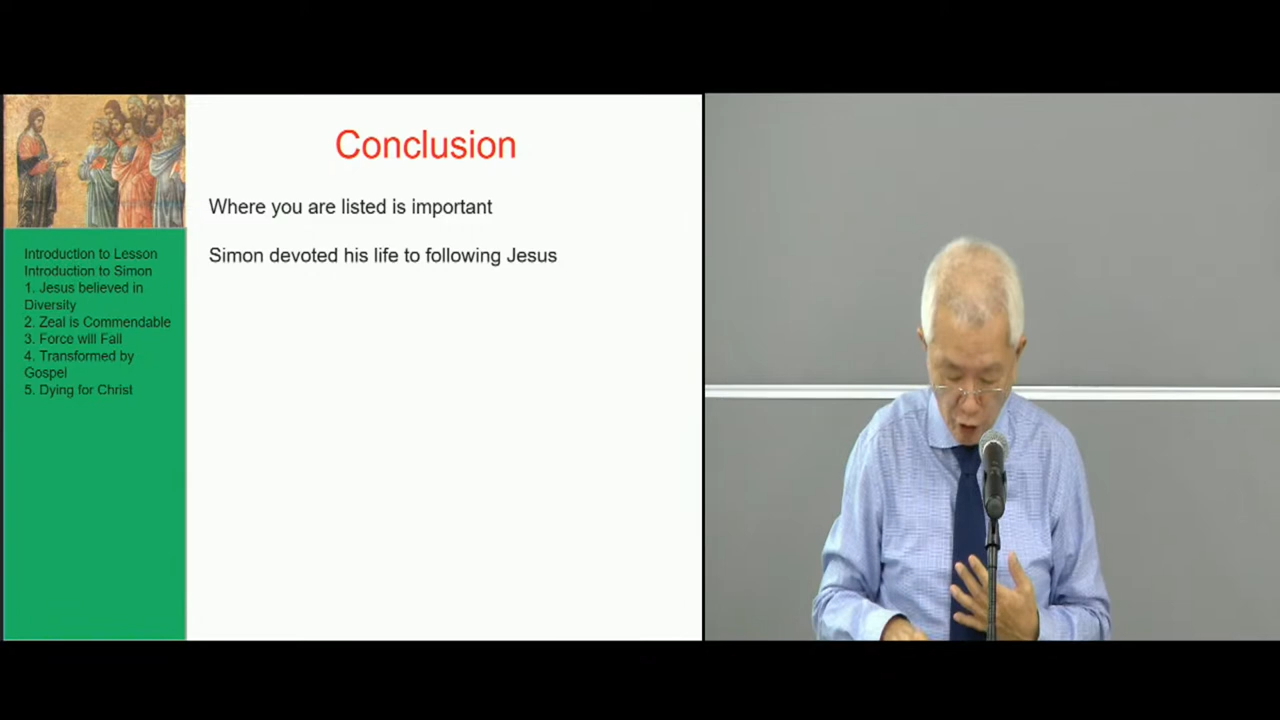 Conclusion
Where you are listed is important
Simon devoted his life to following Jesus
Introduction to Lesson
Introduction to Simon
1. Jesus believed in
Diversity
2. Zeal is Commendable
3. Force will Fail
4. Transformed by
Gospel
5. Dying for Christ